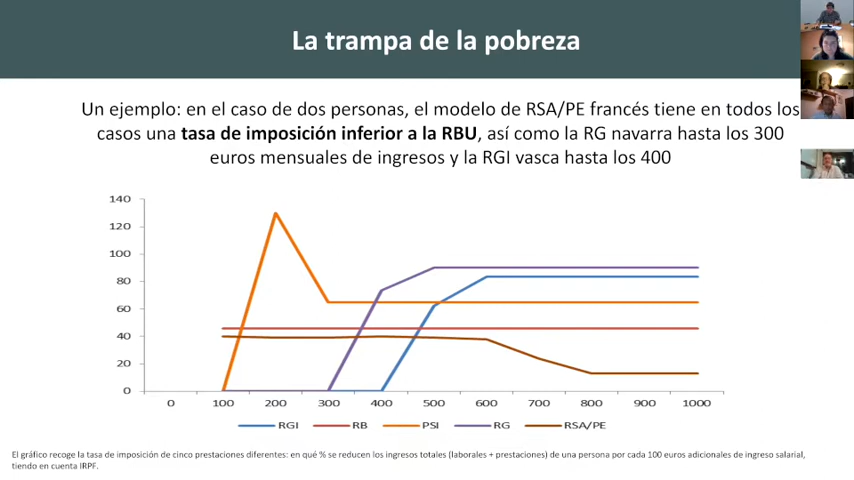 La trampa de la pobreza
Un ejemplo: en el caso de dos personas, el modelo de RSA/PE francés tiene en todos los
casos una tasa de imposición inferior a la RBU, así como la RG navarra hasta los 300
euros mensuales de ingresos y la RGI vasca hasta los 400
140
120
100
80
60
40
20
0
0 100 200 300 400 500 600 700 800 900 1000
RGI RB PSI RG RSA/PE
El gráfico recoge la tasa de imposición de cinco prestaciones diferentes: en qué % se reducen los ingresos totales (laborales + prestaciones) de una persona por cada 100 euros adicionales de ingreso salarial,
tiendo en cuenta IRPF.